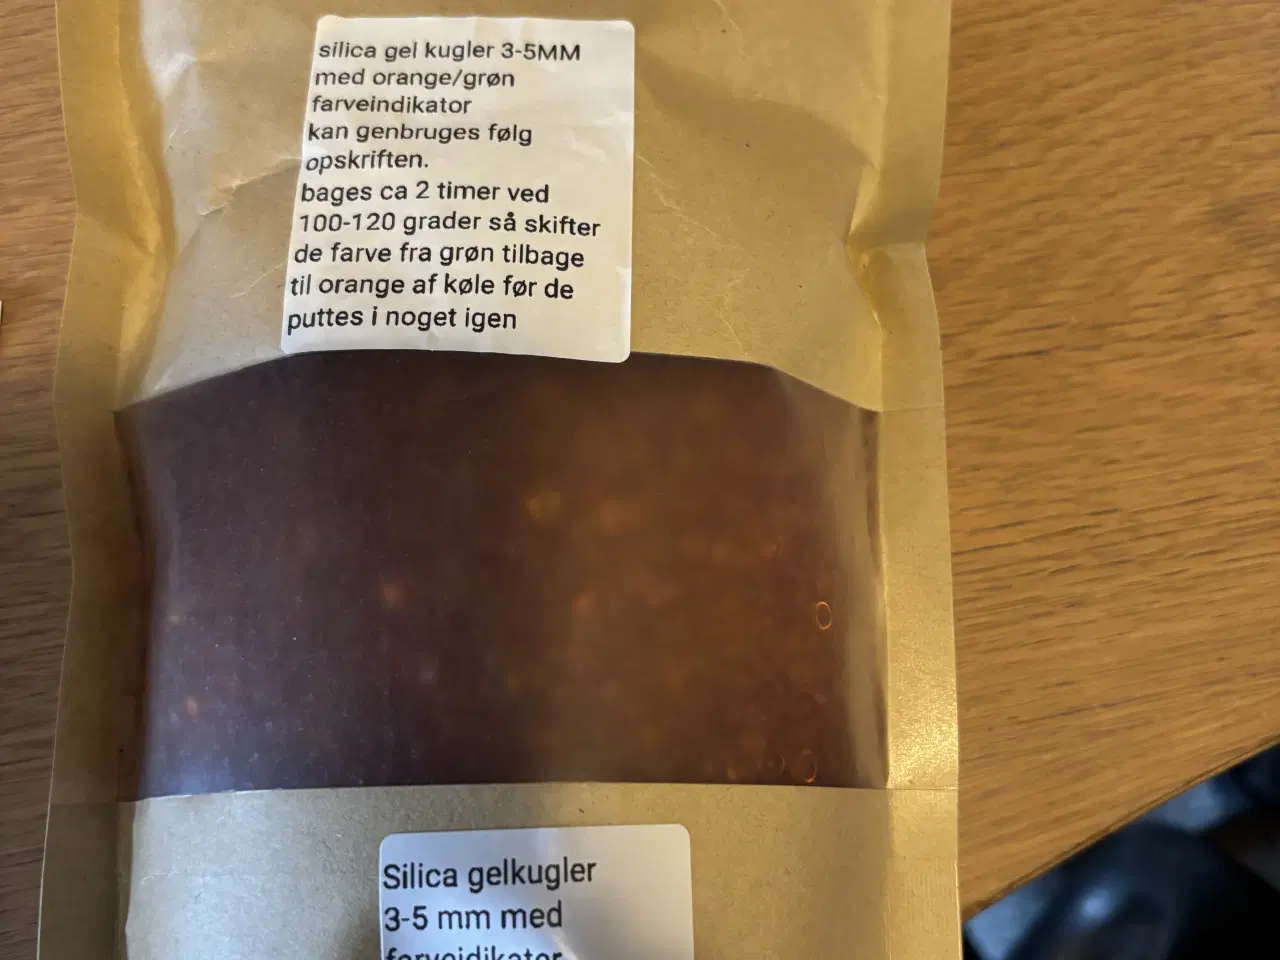 silica gel kugler 3-5MM
med orange/grøn
farveindikator
kan genbruges følg
opskriften.
bages ca 2 timer ved
100-120 grader så skifter
de farve fra grøn tilbage
til orange af køle før de
puttes i noget igen
Silica gelkugler
3-5 mm med
farveidikator